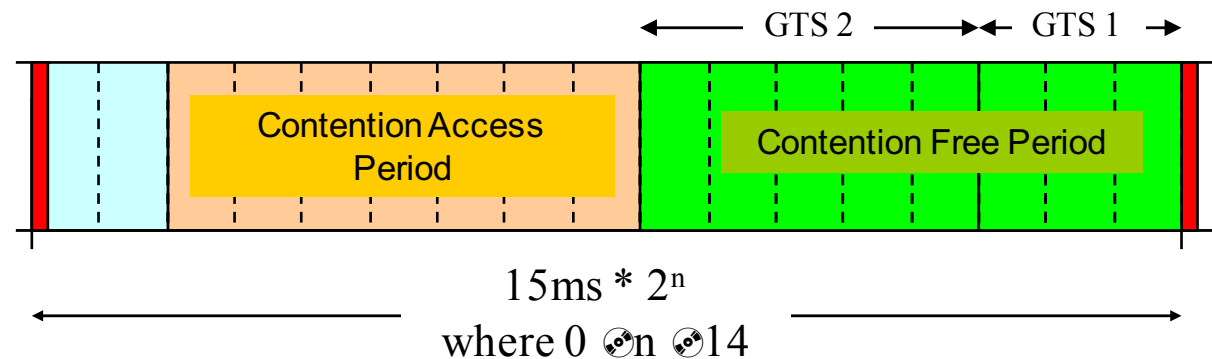 GTS 2 GTS 1
Contention Access
Period
Contention Free Period
15ms * 2ⁿ
where 0 💿n 💿14